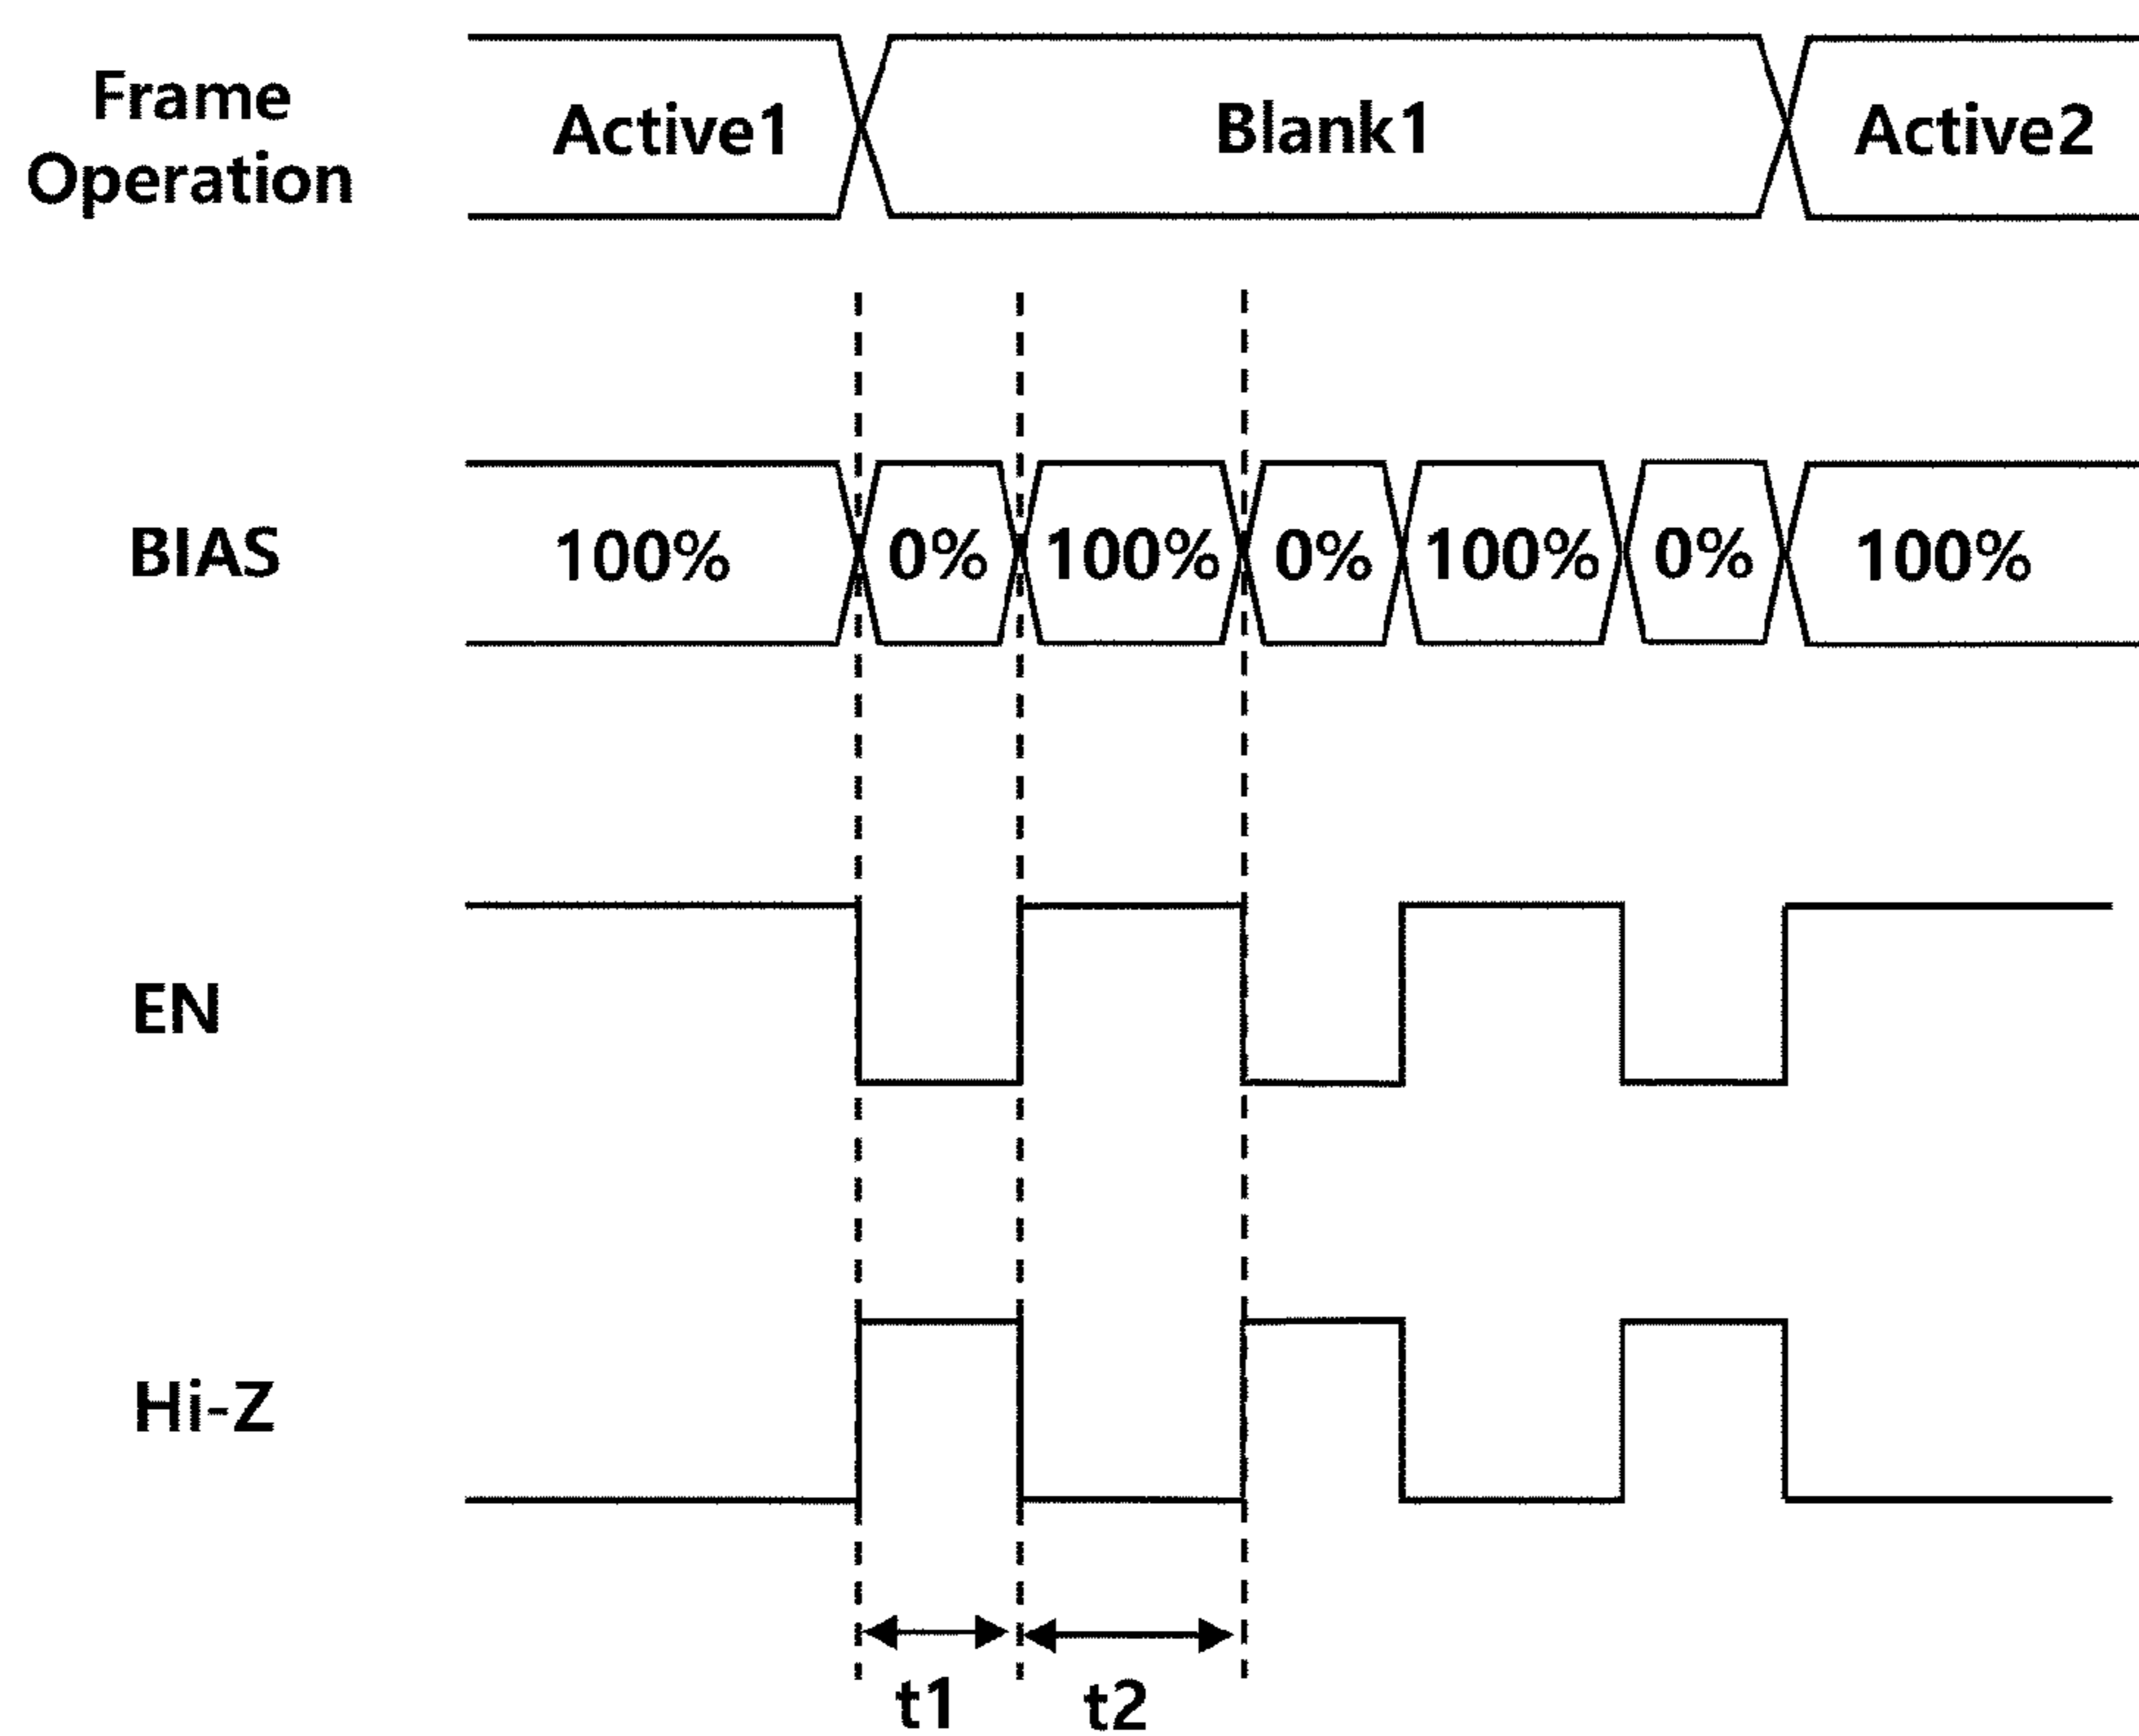 Frame
Operation
Active1
Blank1
Active2
BIAS
100%
0%
100%
0%
100%
0%
100%
EN
Hi-Z
t1
t2